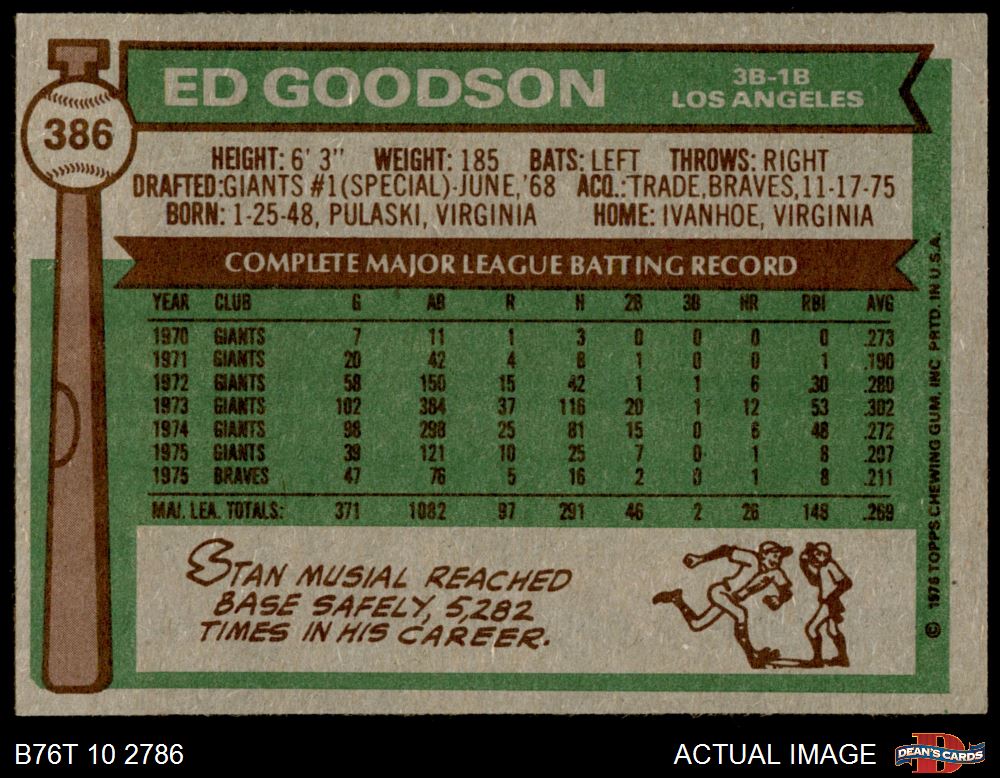 ED GOODSON
3B-1B
LOS ANGELES
386
HEIGHT: 6' 3" WEIGHT: 185 BATS: LEFT THROWS: RIGHT
DRAFTED: GIANTS #1 (SPECIAL)-JUNE, '68 ACQ.: TRADE, BRAVES, 11-17-75
BORN: 1-25-48, PULASKI, VIRGINIA HOME: IVANHOE, VIRGINIA
COMPLETE MAJOR LEAGUE BATTING RECORD
YEAR CLUB G AB R H 2B 3B HR RBI AVG
1970 GIANTS 7 11 1 3 0 0 0 0 .273
1971 GIANTS 20 42 4 8 1 0 0 1 .190
1972 GIANTS 58 150 15 42 1 1 6 30 .280
1973 GIANTS 102 384 37 116 20 1 12 53 .302
1974 GIANTS 98 298 25 81 15 0 6 48 .272
1975 GIANTS 39 121 10 25 7 0 1 8 .207
1975 BRAVES 47 76 5 16 2 0 1 8 .211
MAJ. LEA. TOTALS: 371 1082 97 291 46 2 26 148 .269
STAN MUSIAL REACHED
BASE SAFELY, 5,282
TIMES IN HIS CAREER.
© 1976 TOPPS CHEWING GUM, INC PRTD. IN U.S.A.
B76T 10 2786
ACTUAL IMAGE
DEAN'S CARDS